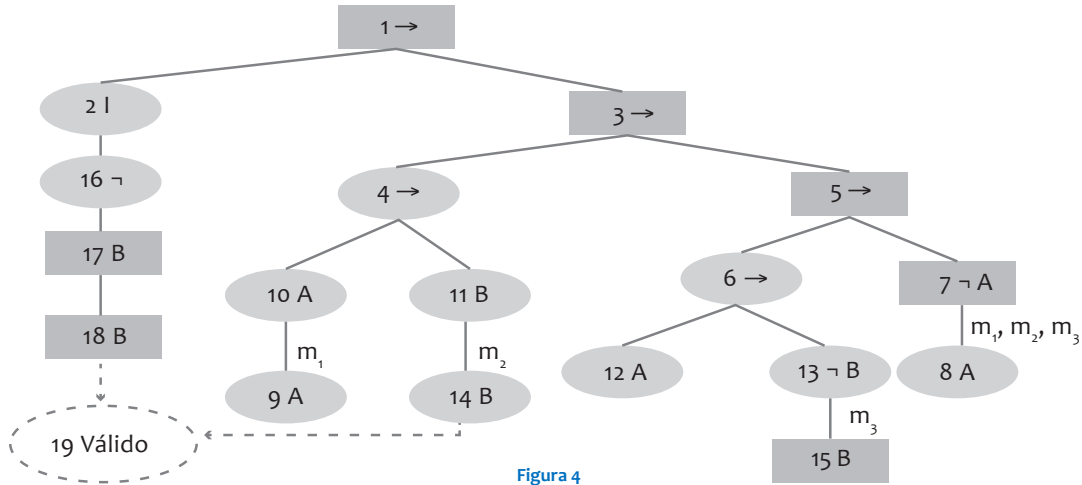 1 →
2 I
3 →
16 ¬
4 →
5 →
17 B
6 →
7 ¬ A
10 A
11 B
18 B
m₁, m₂, m₃
m₁
m₂
12 A
13 ¬ B
8 A
9 A
14 B
m₃
19 Válido
15 B
Figura 4